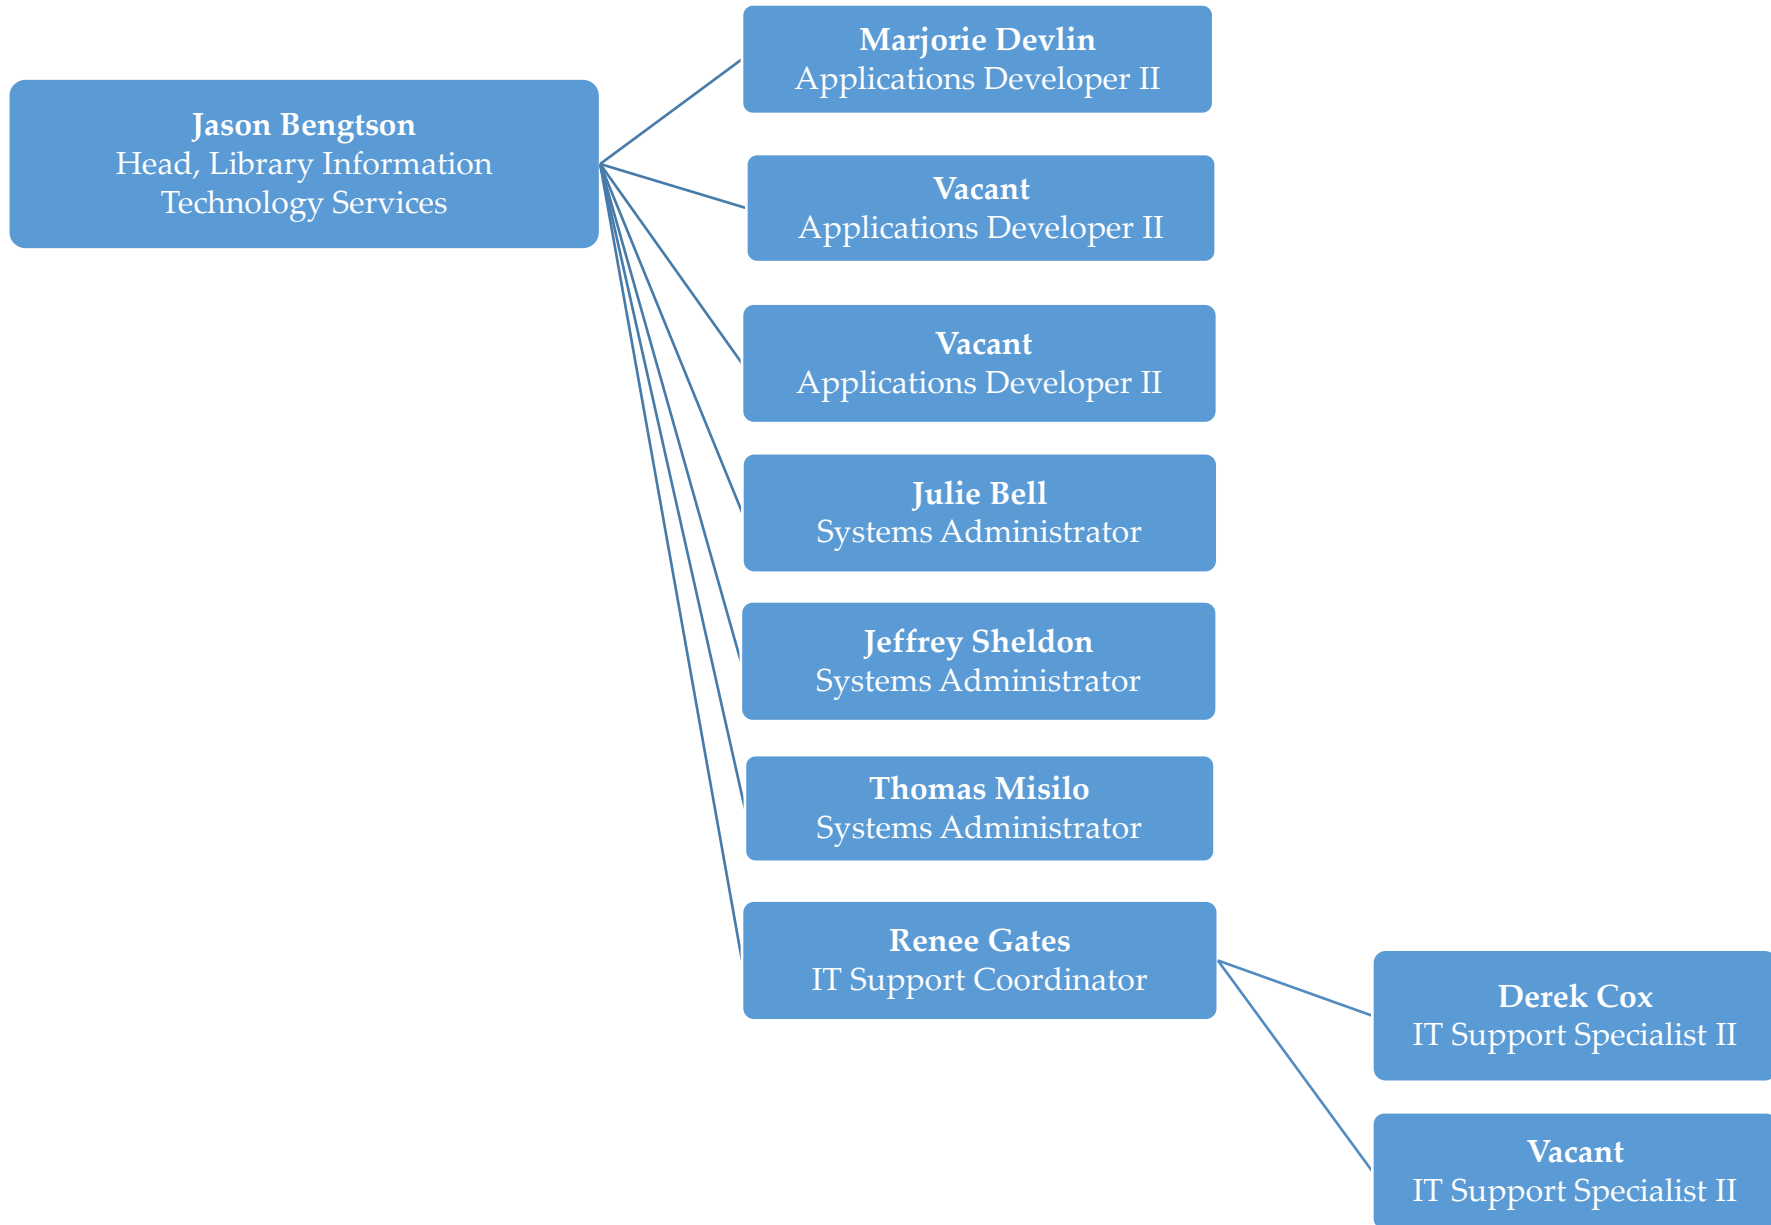 Jason Bengtson
Head, Library Information
Technology Services
Marjorie Devlin
Applications Developer II
Vacant
Applications Developer II
Vacant
Applications Developer II
Julie Bell
Systems Administrator
Jeffrey Sheldon
Systems Administrator
Thomas Misilo
Systems Administrator
Renee Gates
IT Support Coordinator
Derek Cox
IT Support Specialist II
Vacant
IT Support Specialist II